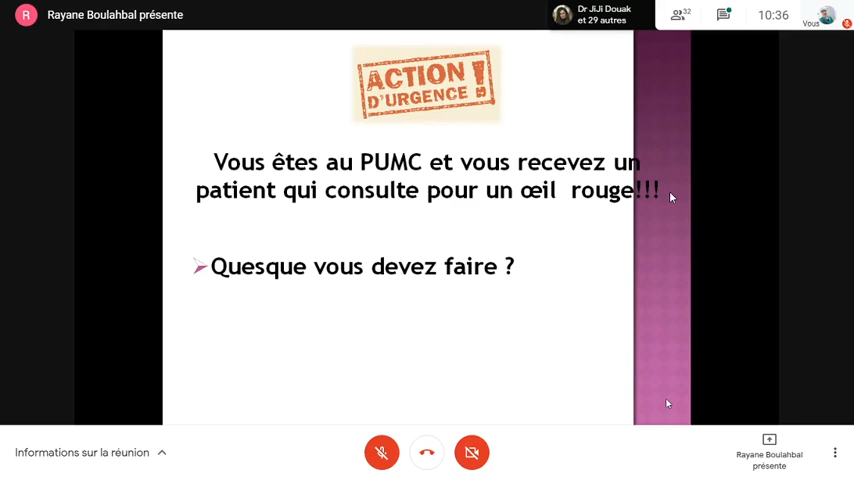 R
Rayane Boulahbal présente
Dr JiJi Douak
et 29 autres
32
10:36
Vous
ACTION
D'URGENCE !
Vous êtes au PUMC et vous recevez un
patient qui consulte pour un œil rouge!!!
Quesque vous devez faire ?
Informations sur la réunion
Rayane Boulahbal
présente